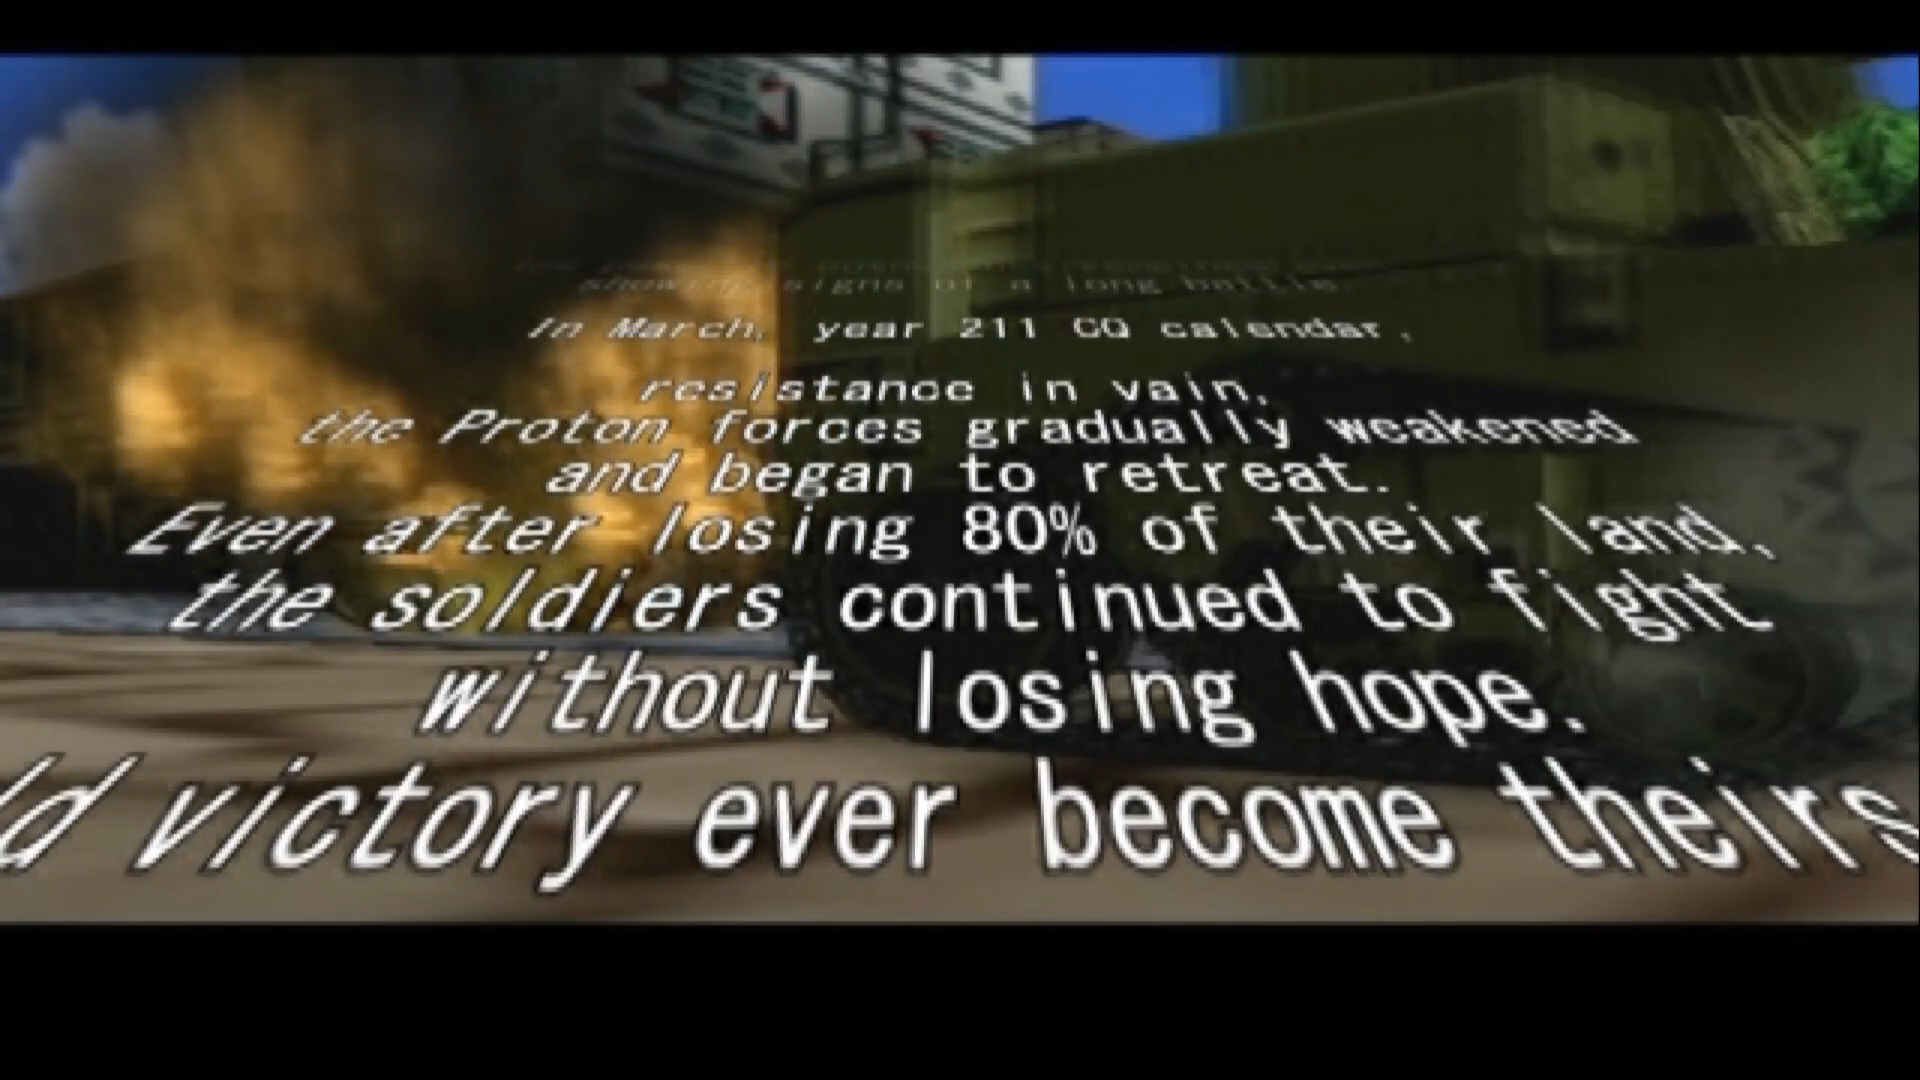 showing signs of a long battle.
In March, year 211 CQ calendar,
resistance in vain,
the Proton forces gradually weakened
and began to retreat.
Even after losing 80% of their land,
the soldiers continued to fight
without losing hope.
ld victory ever become theirs